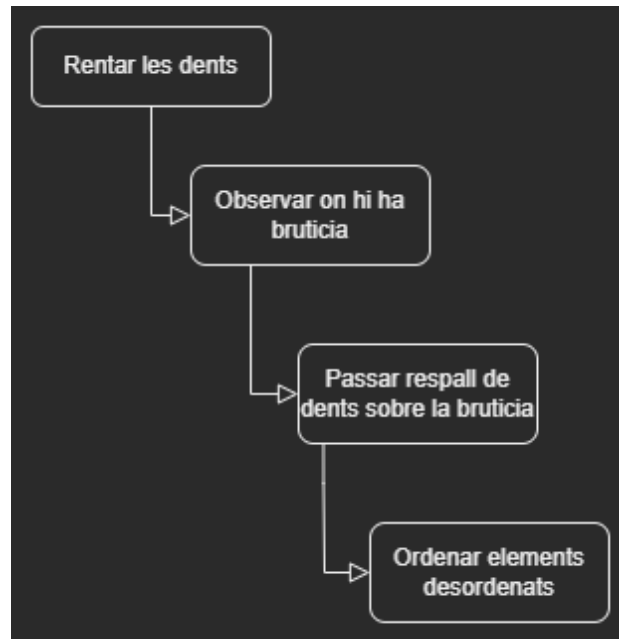 Rentar les dents
Observar on hi ha
bruticia
Passar respall de
dents sobre la bruticia
Ordenar elements
desordenats